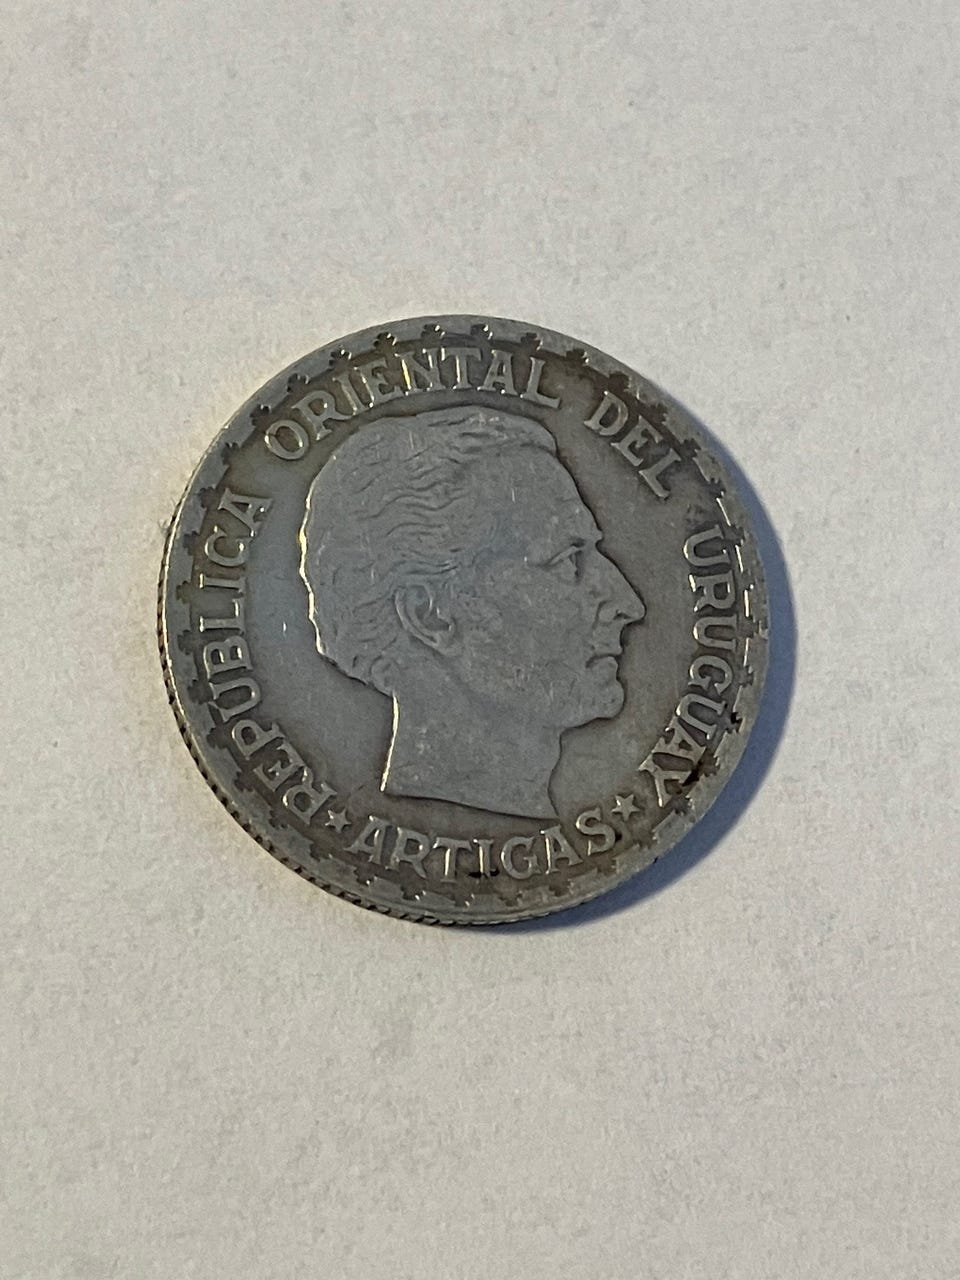 REPUBLICA ORIENTAL DEL URUGUAY
★ARTIGAS★